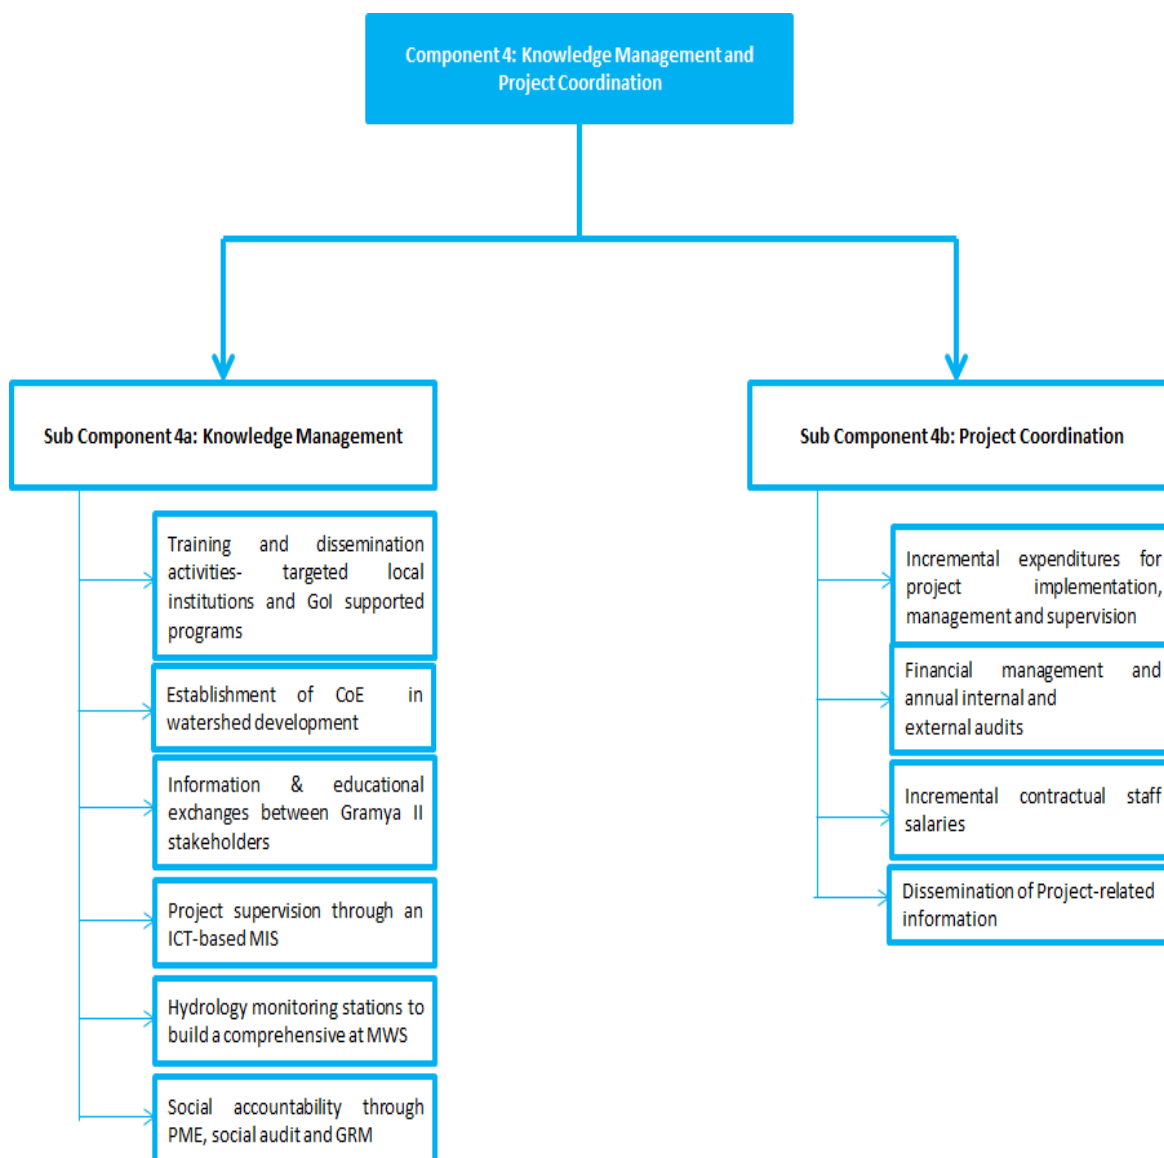 Component 4: Knowledge Management and
Project Coordination
Sub Component 4a: Knowledge Management
Training and dissemination
activities- targeted local
institutions and GoI supported
programs
Establishment of CoE in
watershed development
Information & educational
exchanges between Gramya II
stakeholders
Project supervision through an
ICT-based MIS
Hydrology monitoring stations to
build a comprehensive at MWS
Social accountability through
PME, social audit and GRM
Sub Component 4b: Project Coordination
Incremental expenditures for
project implementation,
management and supervision
Financial management and
annual internal and
external audits
Incremental contractual staff
salaries
Dissemination of Project-related
information